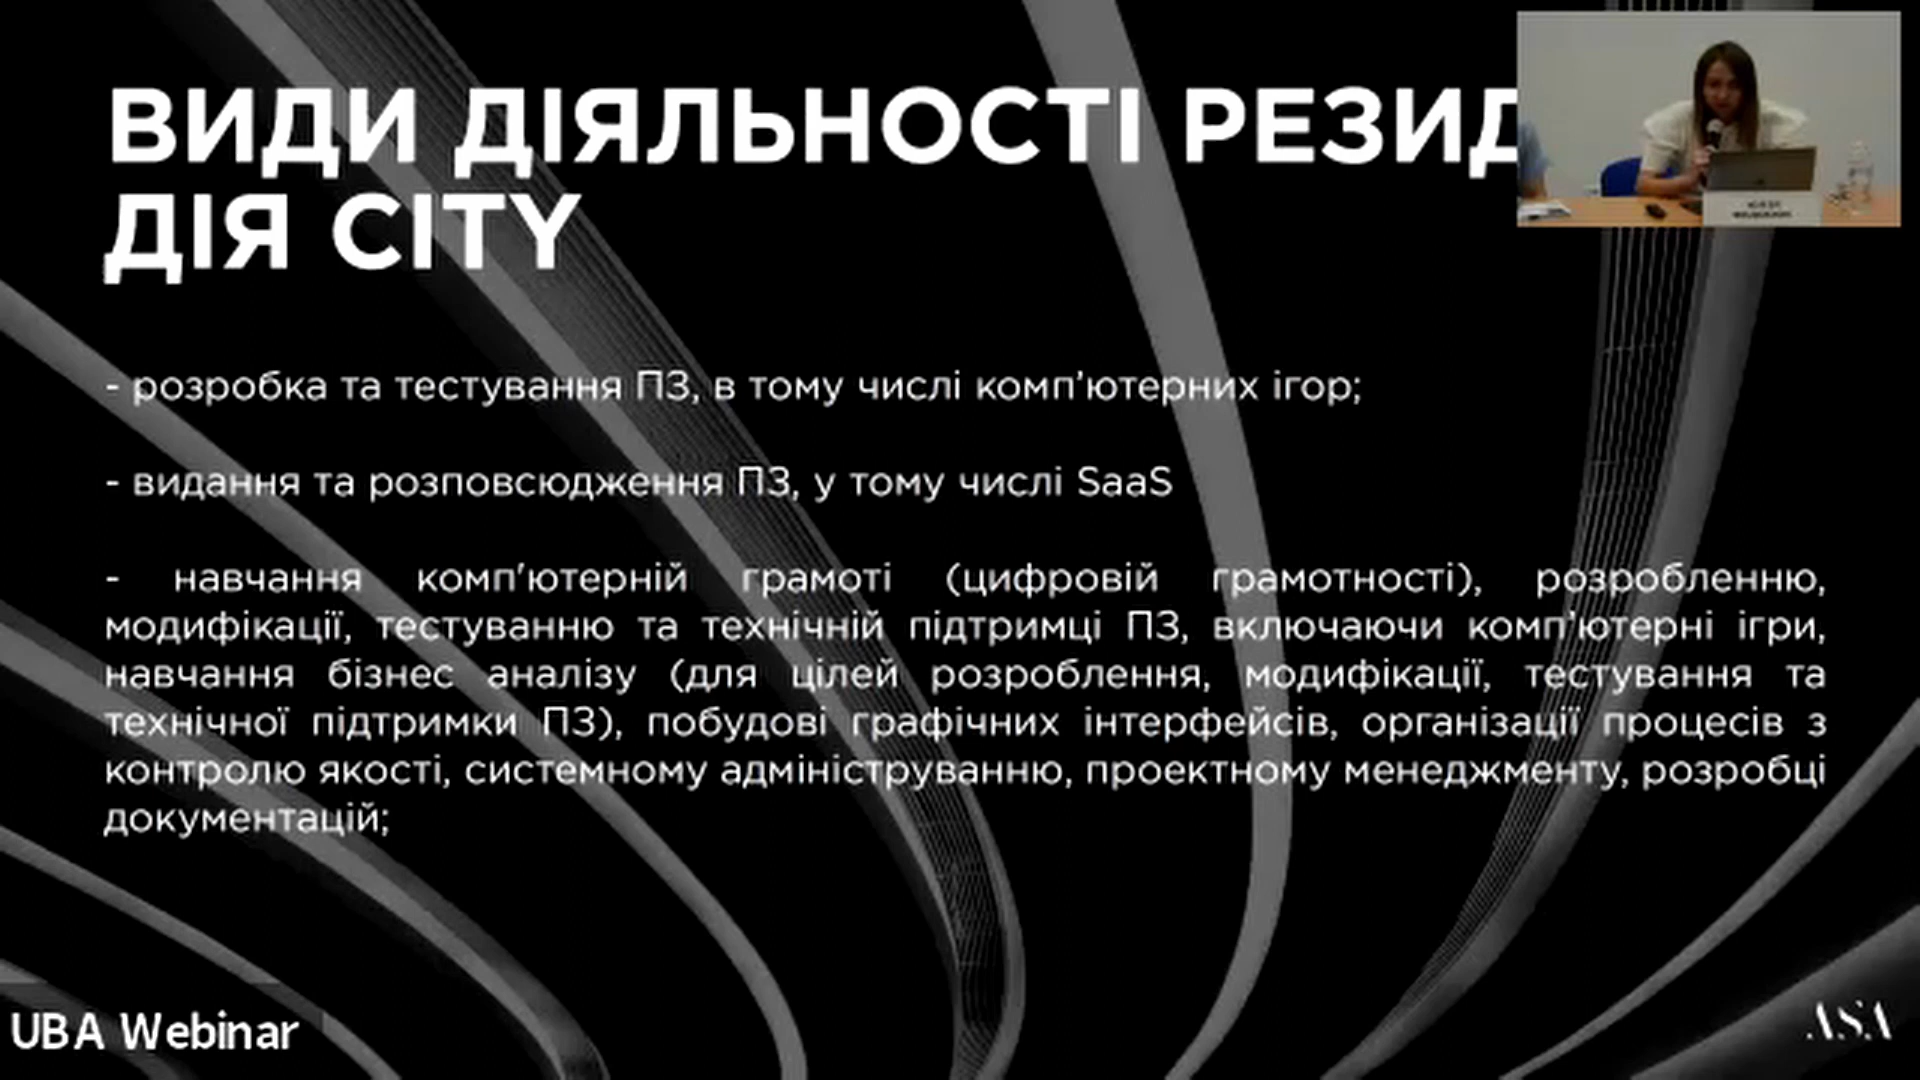 ВИДИ ДІЯЛЬНОСТІ
ДІЯ CITY
- розробка та тестування ПЗ, в тому числі комп'ютерних ігор;
- видання та розповсюдження ПЗ, у тому числі SaaS
- навчання комп'ютерній грамоті (цифровій грамотності), розробленню,
модифікації, тестуванню та технічній підтримці ПЗ, включаючи комп'ютерні ігри,
навчання бізнес аналізу (для цілей розроблення, модифікації, тестування та
технічної підтримки ПЗ), побудові графічних інтерфейсів, організації процесів з
контролю якості, системному адмініструванню, проектному менеджменту, розробці
документацій;
UBA Webinar
ASA